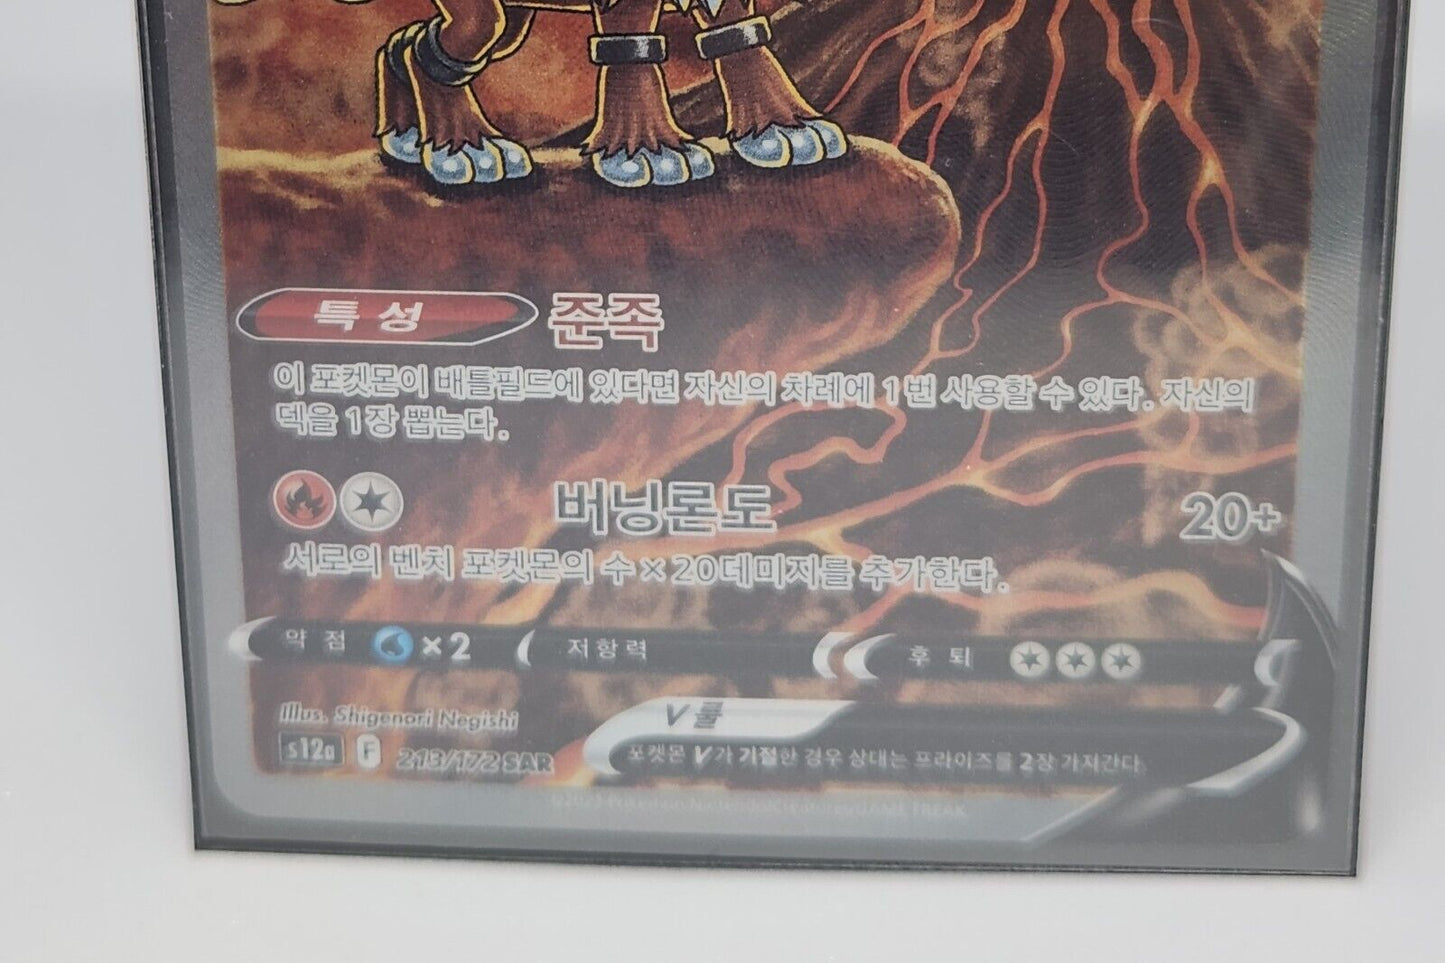 특성 준족
이 포켓몬이 배틀필드에 있다면 자신의 차례에 1번 사용할 수 있다. 자신의
덱을 1장 뽑는다.
버닝론도 20+
서로의 벤치 포켓몬의 수×20데미지를 추가한다.
약점 ×2 저항력 후퇴
Illus. Shigenori Negishi
V룰
s12a F 213/172 SAR
포켓몬 V가 기절한 경우 상대는 프라이즈를 2장 가져간다.